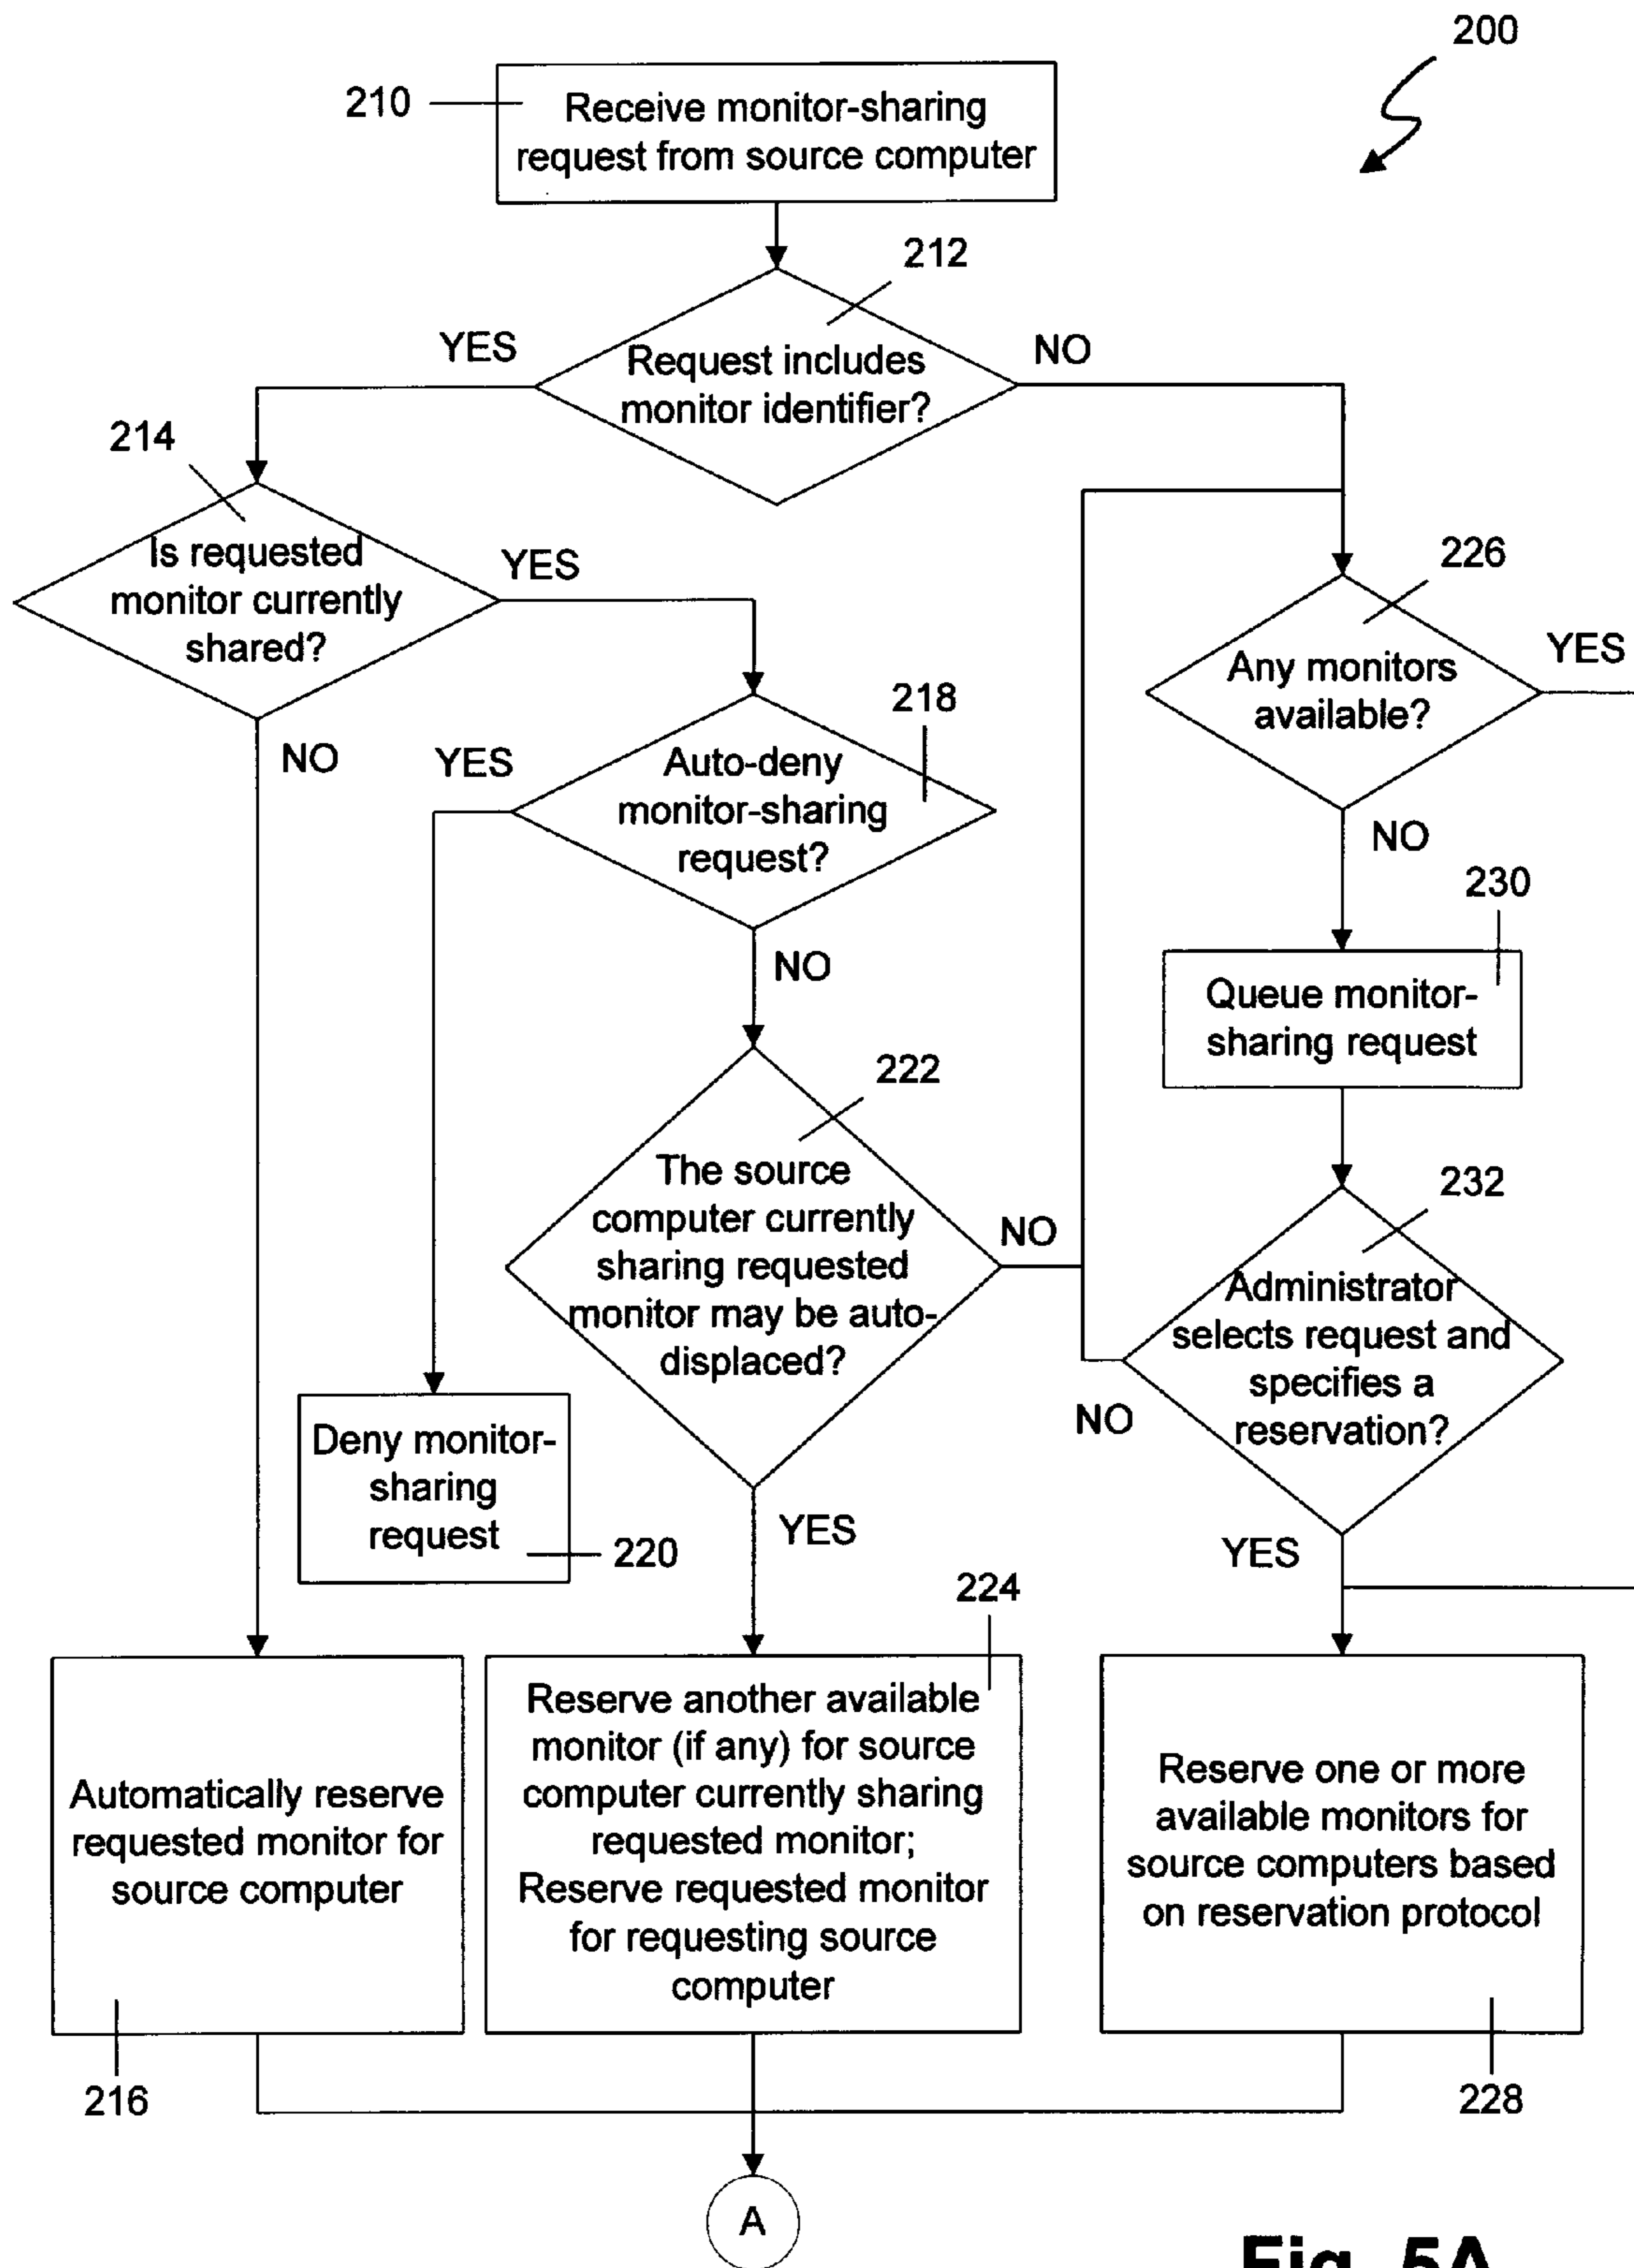 200
210
Receive monitor-sharing
request from source computer
212
YES
Request includes
monitor identifier?
NO
214
Is requested
monitor currently
shared?
YES
226
Any monitors
available?
YES
218
NO
YES
Auto-deny
monitor-sharing
request?
NO
230
NO
Queue monitor-
sharing request
222
The source
computer currently
sharing requested
monitor may be auto-
displaced?
NO
232
Administrator
selects request and
specifies a
reservation?
NO
Deny monitor-
sharing
request
220
YES
YES
224
Automatically reserve
requested monitor for
source computer
216
Reserve another available
monitor (if any) for source
computer currently sharing
requested monitor;
Reserve requested monitor
for requesting source
computer
Reserve one or more
available monitors for
source computers based
on reservation protocol
228
A
Fig. 5A